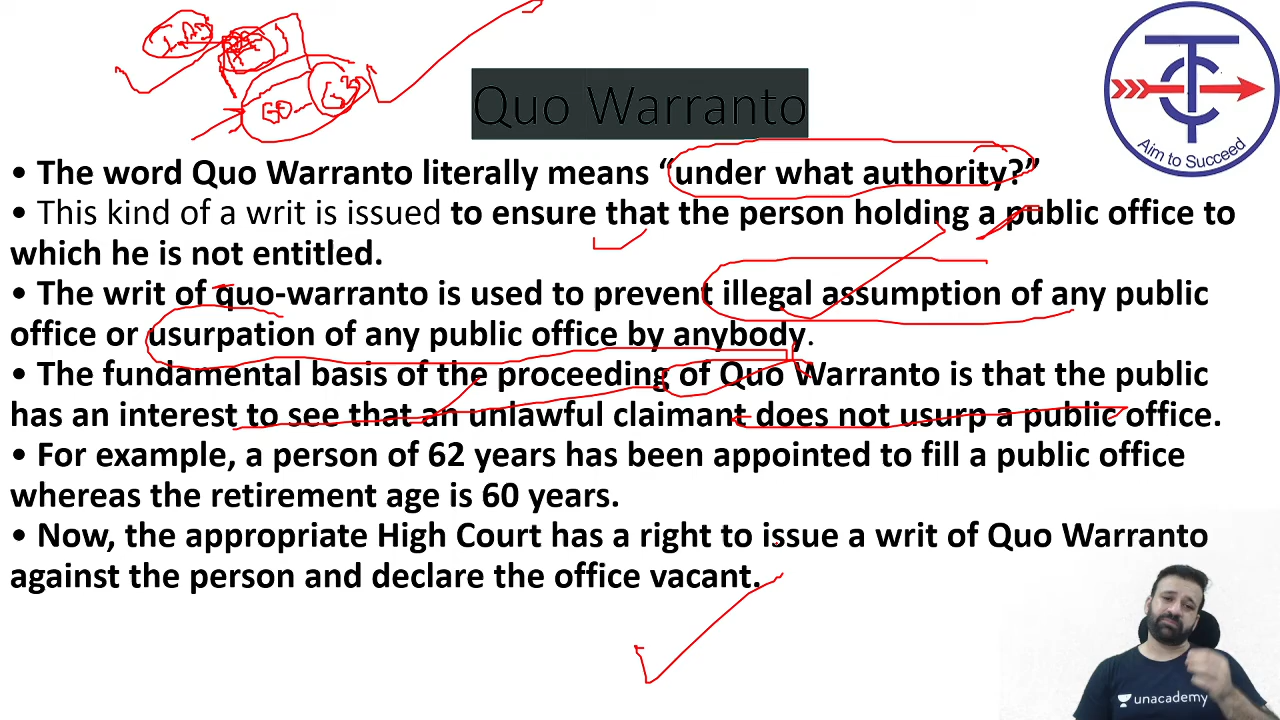 Quo Warranto
Aim to Succeed
• The word Quo Warranto literally means “under what authority?”
• This kind of a writ is issued to ensure that the person holding a public office to
which he is not entitled.
• The writ of quo-warranto is used to prevent illegal assumption of any public
office or usurpation of any public office by anybody.
• The fundamental basis of the proceeding of Quo Warranto is that the public
has an interest to see that an unlawful claimant does not usurp a public office.
• For example, a person of 62 years has been appointed to fill a public office
whereas the retirement age is 60 years.
• Now, the appropriate High Court has a right to issue a writ of Quo Warranto
against the person and declare the office vacant.
60
unacademy